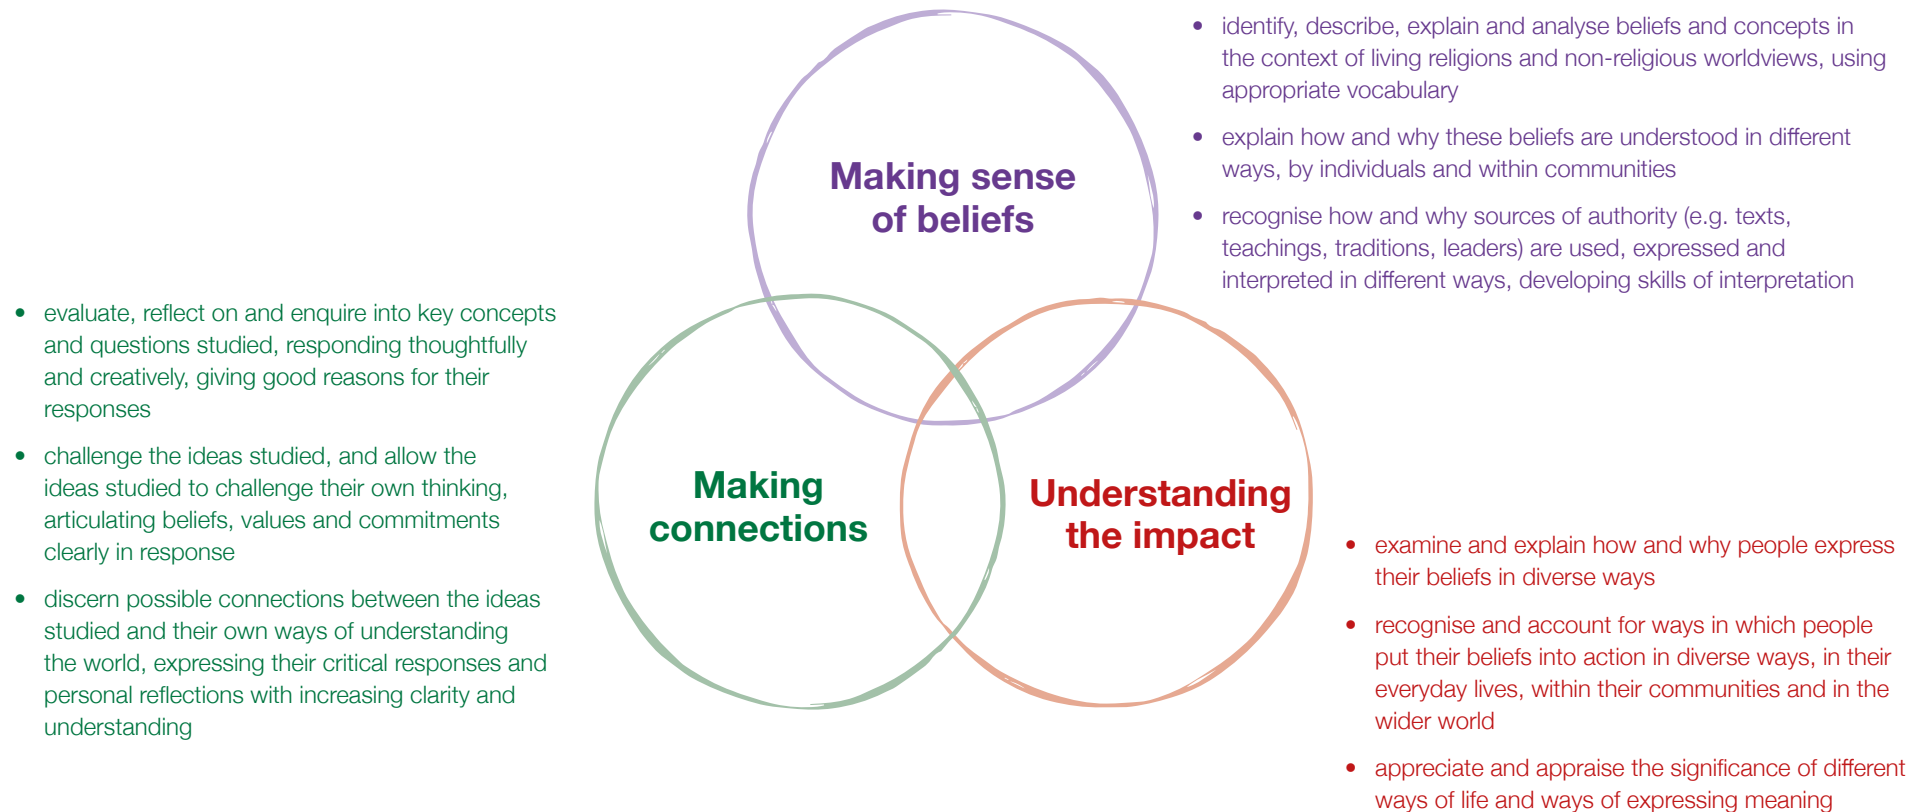 Making sense
of beliefs
• identify, describe, explain and analyse beliefs and concepts in
the context of living religions and non-religious worldviews, using
appropriate vocabulary
• explain how and why these beliefs are understood in different
ways, by individuals and within communities
• recognise how and why sources of authority (e.g. texts,
teachings, traditions, leaders) are used, expressed and
interpreted in different ways, developing skills of interpretation
• evaluate, reflect on and enquire into key concepts
and questions studied, responding thoughtfully
and creatively, giving good reasons for their
responses
• challenge the ideas studied, and allow the
ideas studied to challenge their own thinking,
articulating beliefs, values and commitments
clearly in response
• discern possible connections between the ideas
studied and their own ways of understanding
the world, expressing their critical responses and
personal reflections with increasing clarity and
understanding
Making
connections
Understanding
the impact
• examine and explain how and why people express
their beliefs in diverse ways
• recognise and account for ways in which people
put their beliefs into action in diverse ways, in their
everyday lives, within their communities and in the
wider world
• appreciate and appraise the significance of different
ways of life and ways of expressing meaning